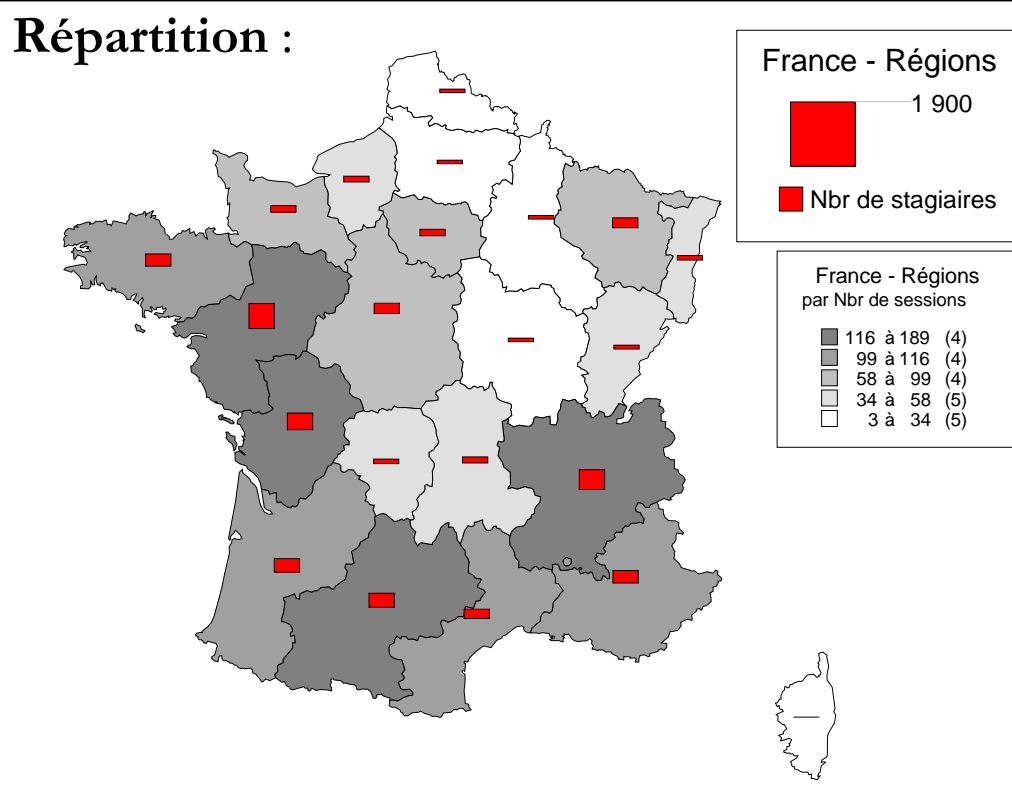 Répartition :
France - Régions
1 900
Nbr de stagiaires
France - Régions
par Nbr de sessions
116 à 189 (4)
99 à 116 (4)
58 à 99 (4)
34 à 58 (5)
3 à 34 (5)